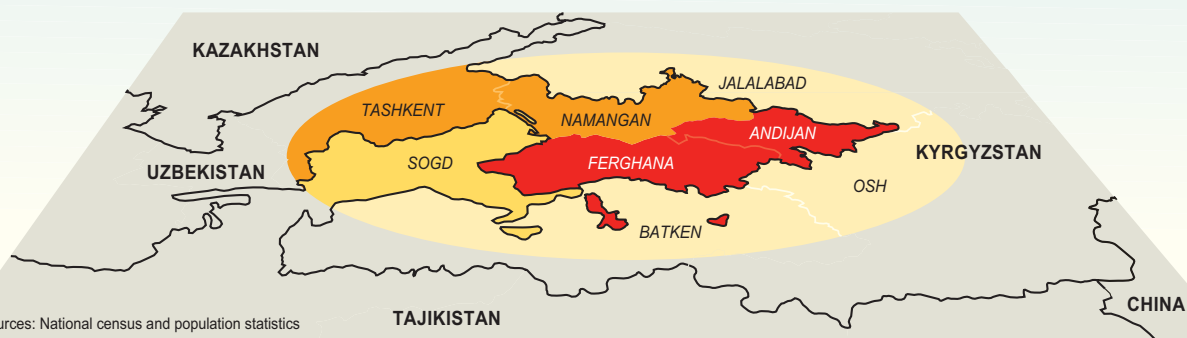 KAZAKHSTAN
JALALABAD
TASHKENT
NAMANGAN
ANDIJAN
KYRGYZSTAN
UZBEKISTAN
SOGD
FERGHANA
OSH
BATKEN
CHINA
TAJIKISTAN
urces: National census and population statistics